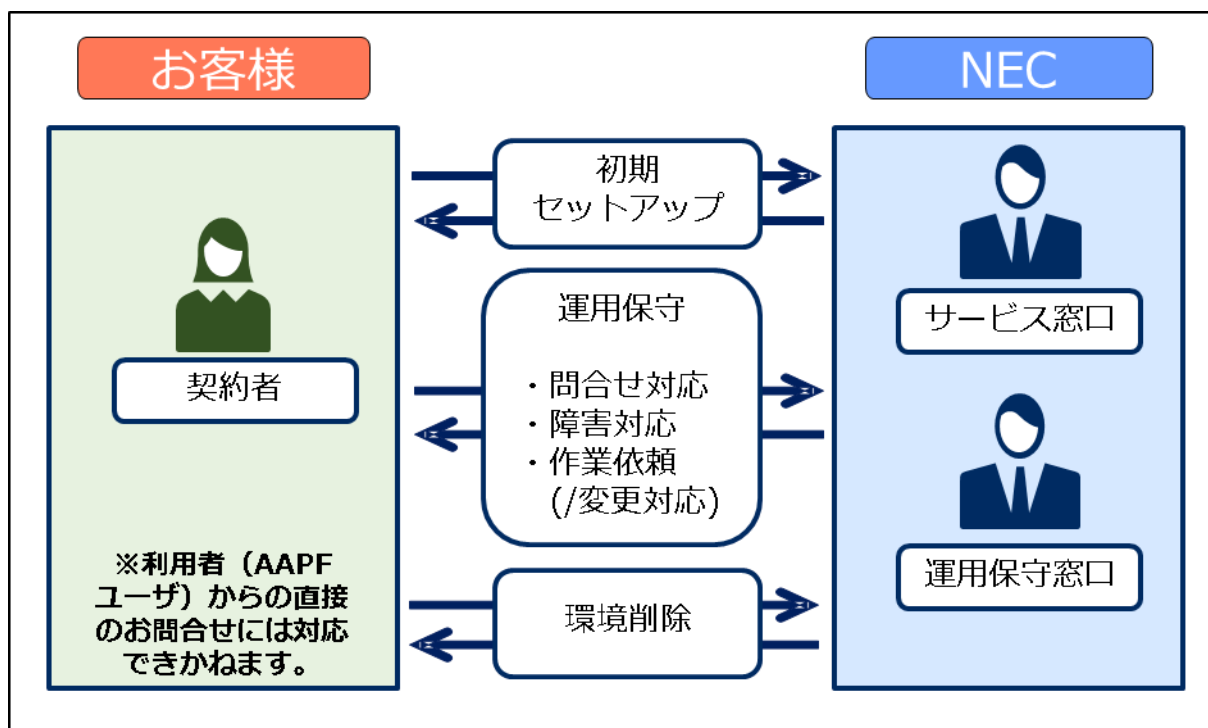 お客様
NEC
初期
セットアップ
契約者
運用保守
・問合せ対応
・障害対応
・作業依頼
(/変更対応)
サービス窓口
運用保守窓口
※利用者（AAPF
ユーザ）からの直接
のお問合せには対応
できかねます。
環境削除